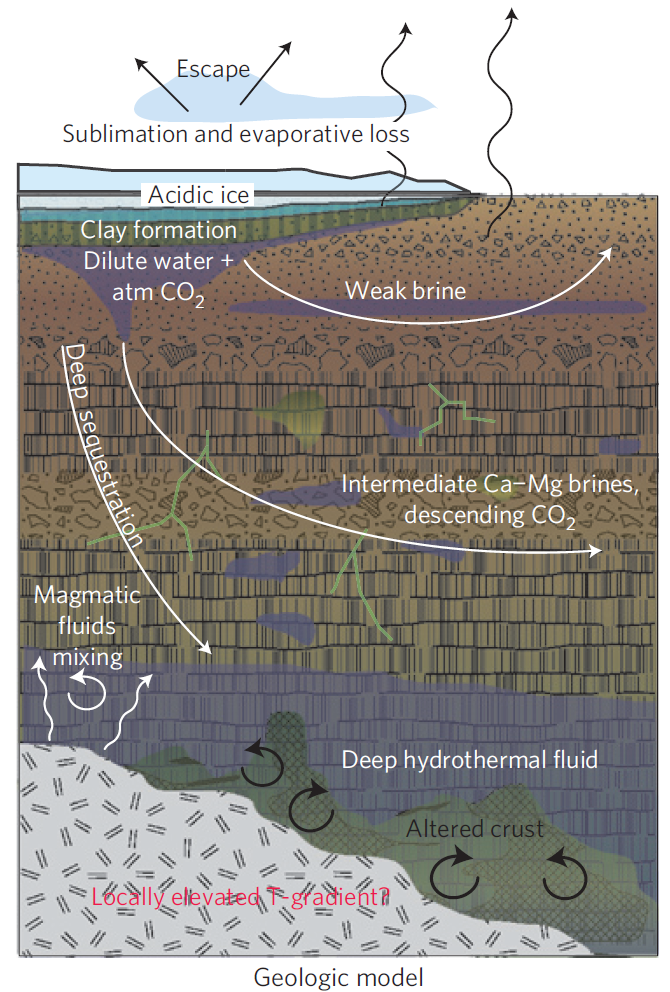 Escape
Sublimation and evaporative loss
Acidic ice
Clay formation
Dilute water +
atm CO₂
Weak brine
Deep sequestration
Intermediate Ca–Mg brines,
descending CO₂
Magmatic
fluids
mixing
Deep hydrothermal fluid
Altered crust
Locally elevated T-gradient?
Geologic model